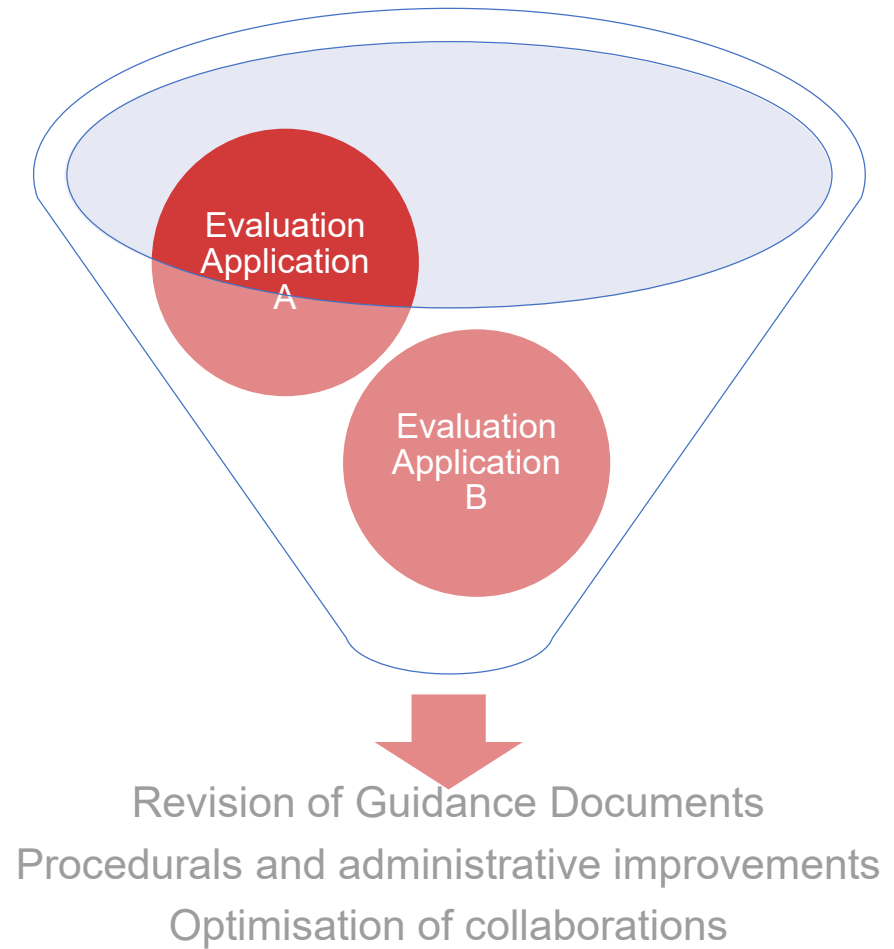 Evaluation
Application
A
Evaluation
Application
B
Revision of Guidance Documents
Procedurals and administrative improvements
Optimisation of collaborations